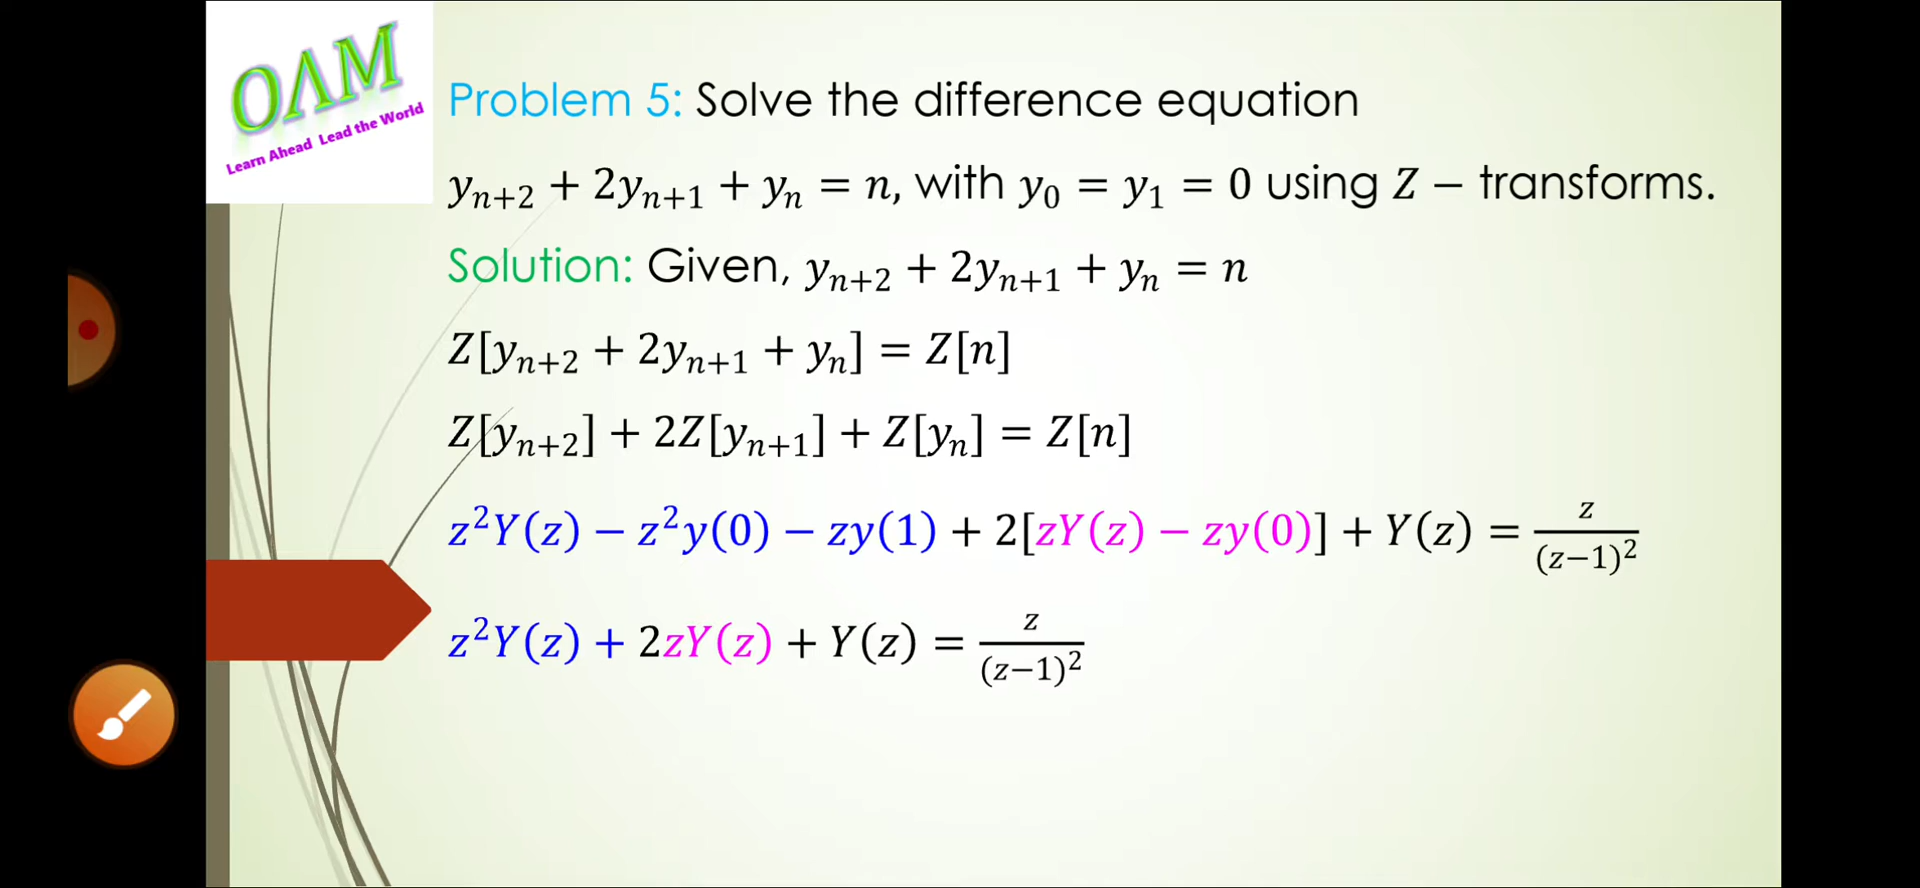 OAM
Learn Ahead Lead the World
Problem 5: Solve the difference equation
yₙ₊₂ + 2yₙ₊₁ + yₙ = n, with y₀ = y₁ = 0 using Z − transforms.
Solution: Given, yₙ₊₂ + 2yₙ₊₁ + yₙ = n
Z[yₙ₊₂ + 2yₙ₊₁ + yₙ] = Z[n]
Z[yₙ₊₂] + 2Z[yₙ₊₁] + Z[yₙ] = Z[n]
z²Y(z) − z²y(0) − zy(1) + 2[zY(z) − zy(0)] + Y(z) = z/(z−1)²
z²Y(z) + 2zY(z) + Y(z) = z/(z−1)²